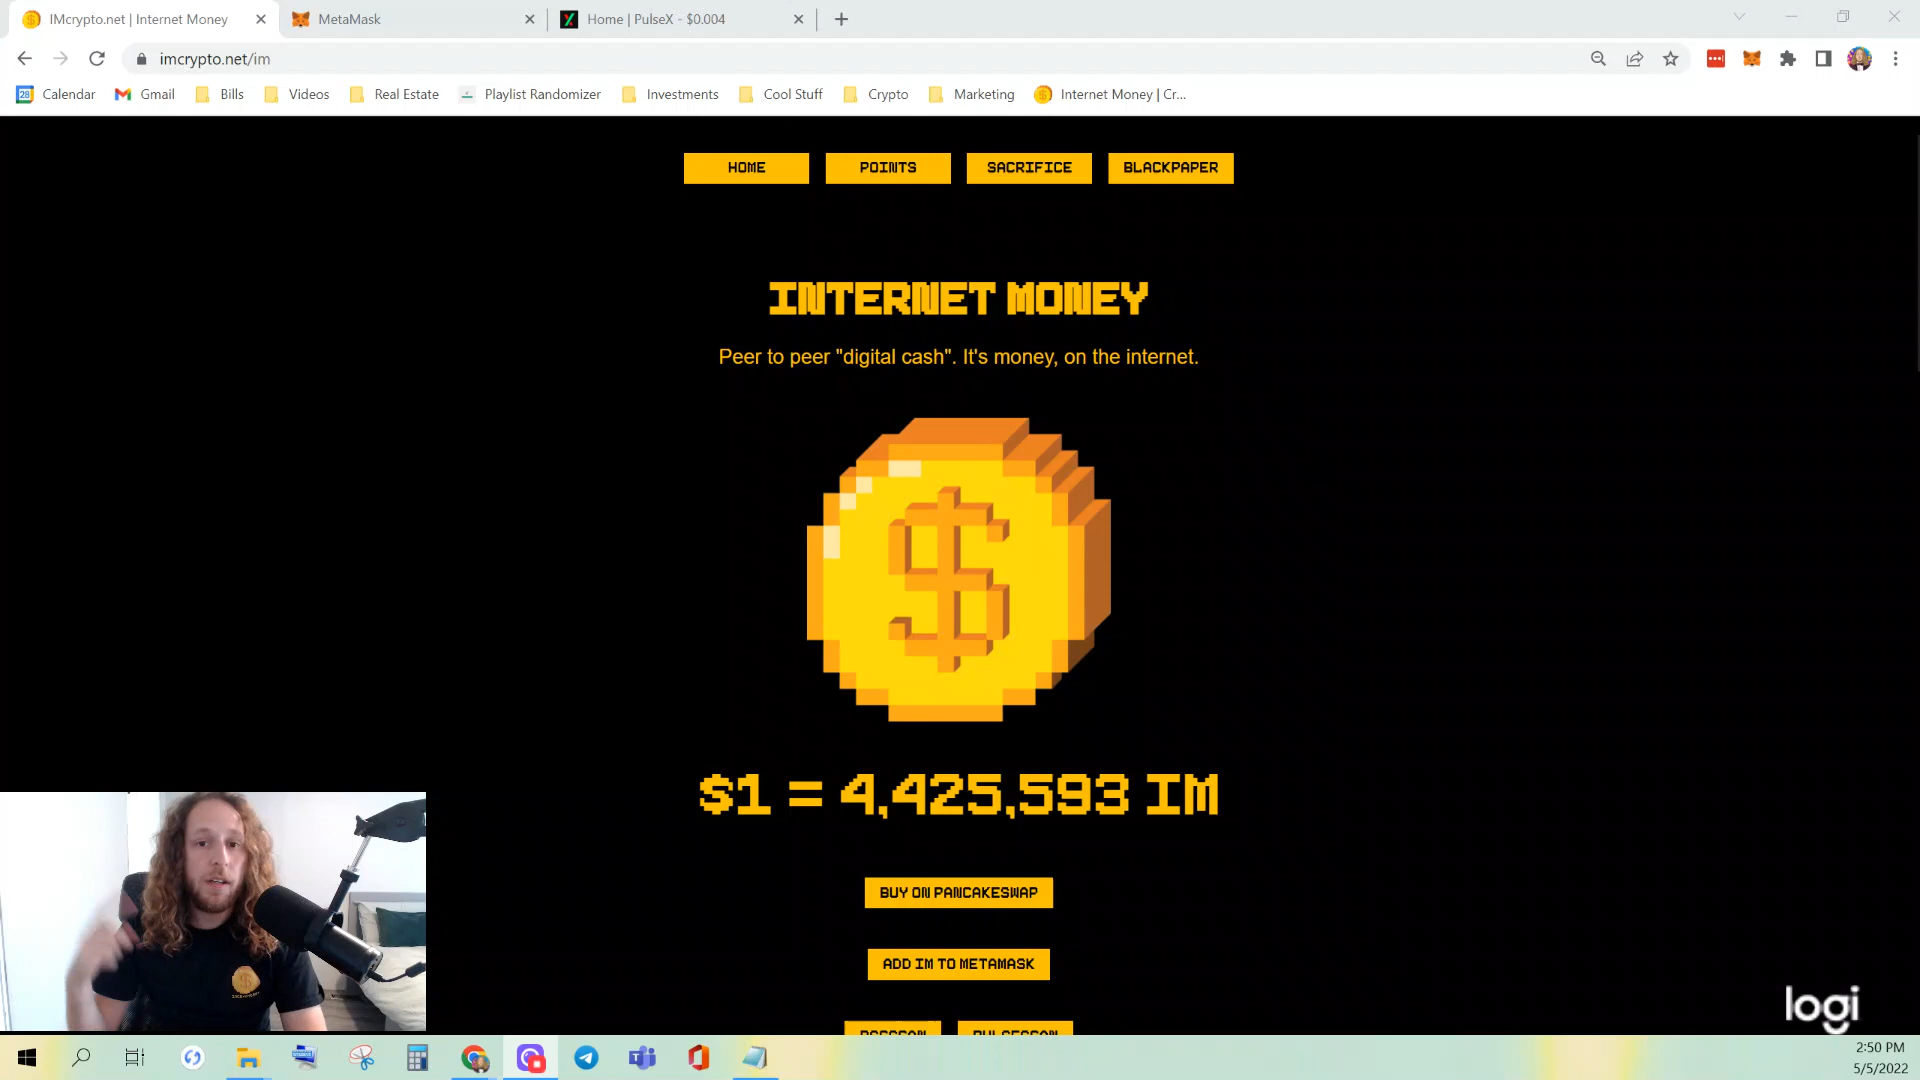 IMcrypto.net | Internet Money
MetaMask
Home | PulseX - $0.004
imcrypto.net/im
28 Calendar
Gmail
Bills
Videos
Real Estate
Playlist Randomizer
Investments
Cool Stuff
Crypto
Marketing
Internet Money | Cr...
HOME
POINTS
SACRIFICE
BLACKPAPER
INTERNET MONEY
Peer to peer "digital cash". It's money, on the internet.
$1 = 4,425,593 IM
BUY ON PANCAKESWAP
ADD IM TO METAMASK
logi
2:50 PM
5/5/2022